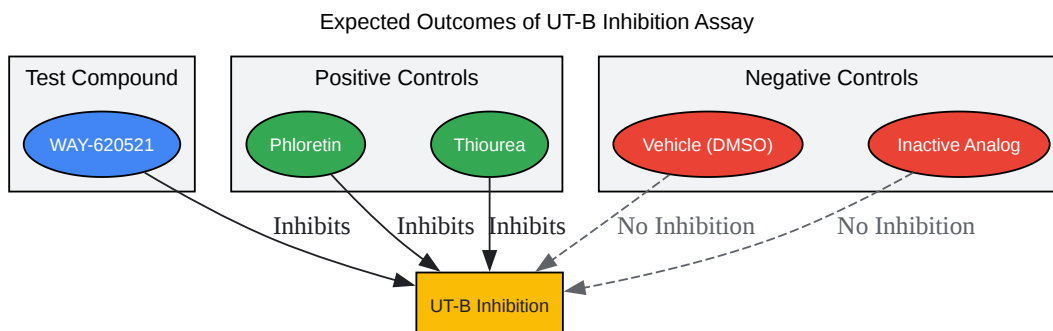 Expected Outcomes of UT-B Inhibition Assay
Test Compound
Positive Controls
Negative Controls
WAY-620521
Phloretin
Thiourea
Vehicle (DMSO)
Inactive Analog
Inhibits
Inhibits
Inhibits
No Inhibition
No Inhibition
UT-B Inhibition